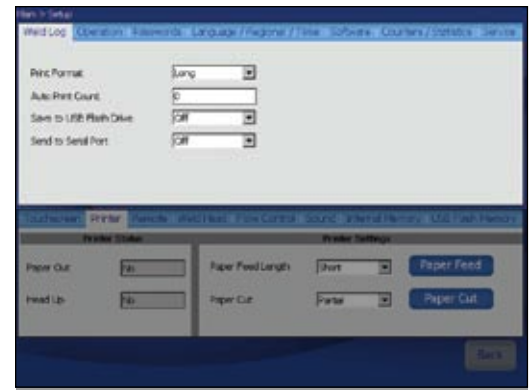 Main > Setup
Weld Log Operation Passwords Language / Regional / Time Software Counters / Statistics Service
Print Format Long
Auto Print Count 0
Save to USB Flash Drive Off
Send to Serial Port Off
Touchscreen Printer Remote Weld Head Flow Control Sound Internal Memory USB Flash Memory
Printer Status Printer Settings
Paper Out No Paper Feed Length Short Paper Feed
Head Up No Paper Cut Partial Paper Cut
Back